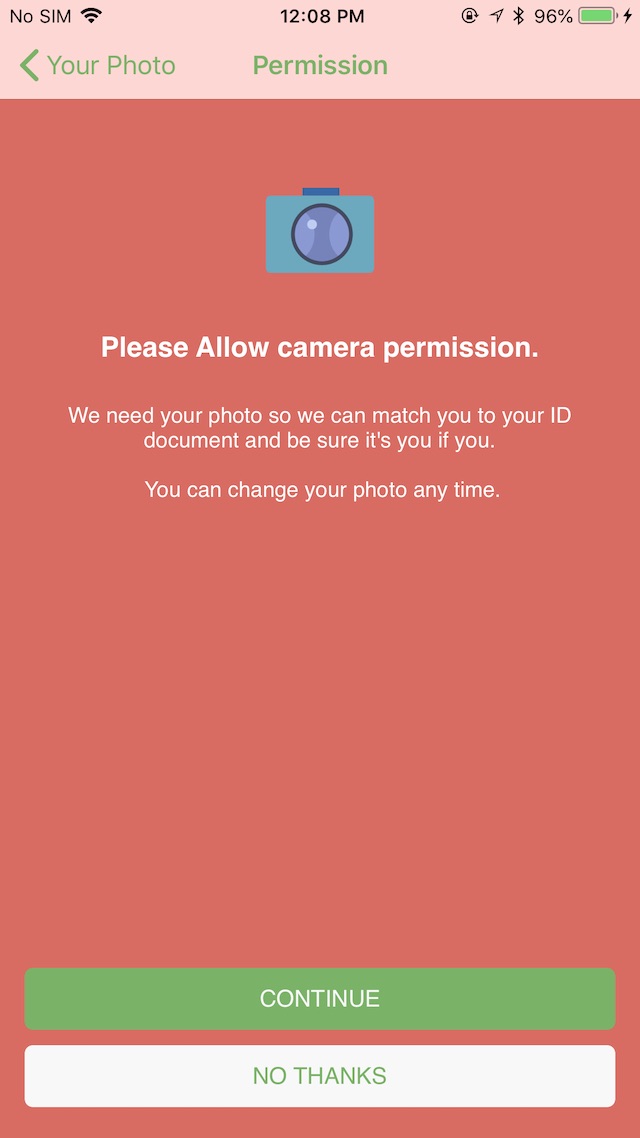 No SIM 12:08 PM 96%
Your Photo Permission
Please Allow camera permission.
We need your photo so we can match you to your ID
document and be sure it's you if you.
You can change your photo any time.
CONTINUE
NO THANKS